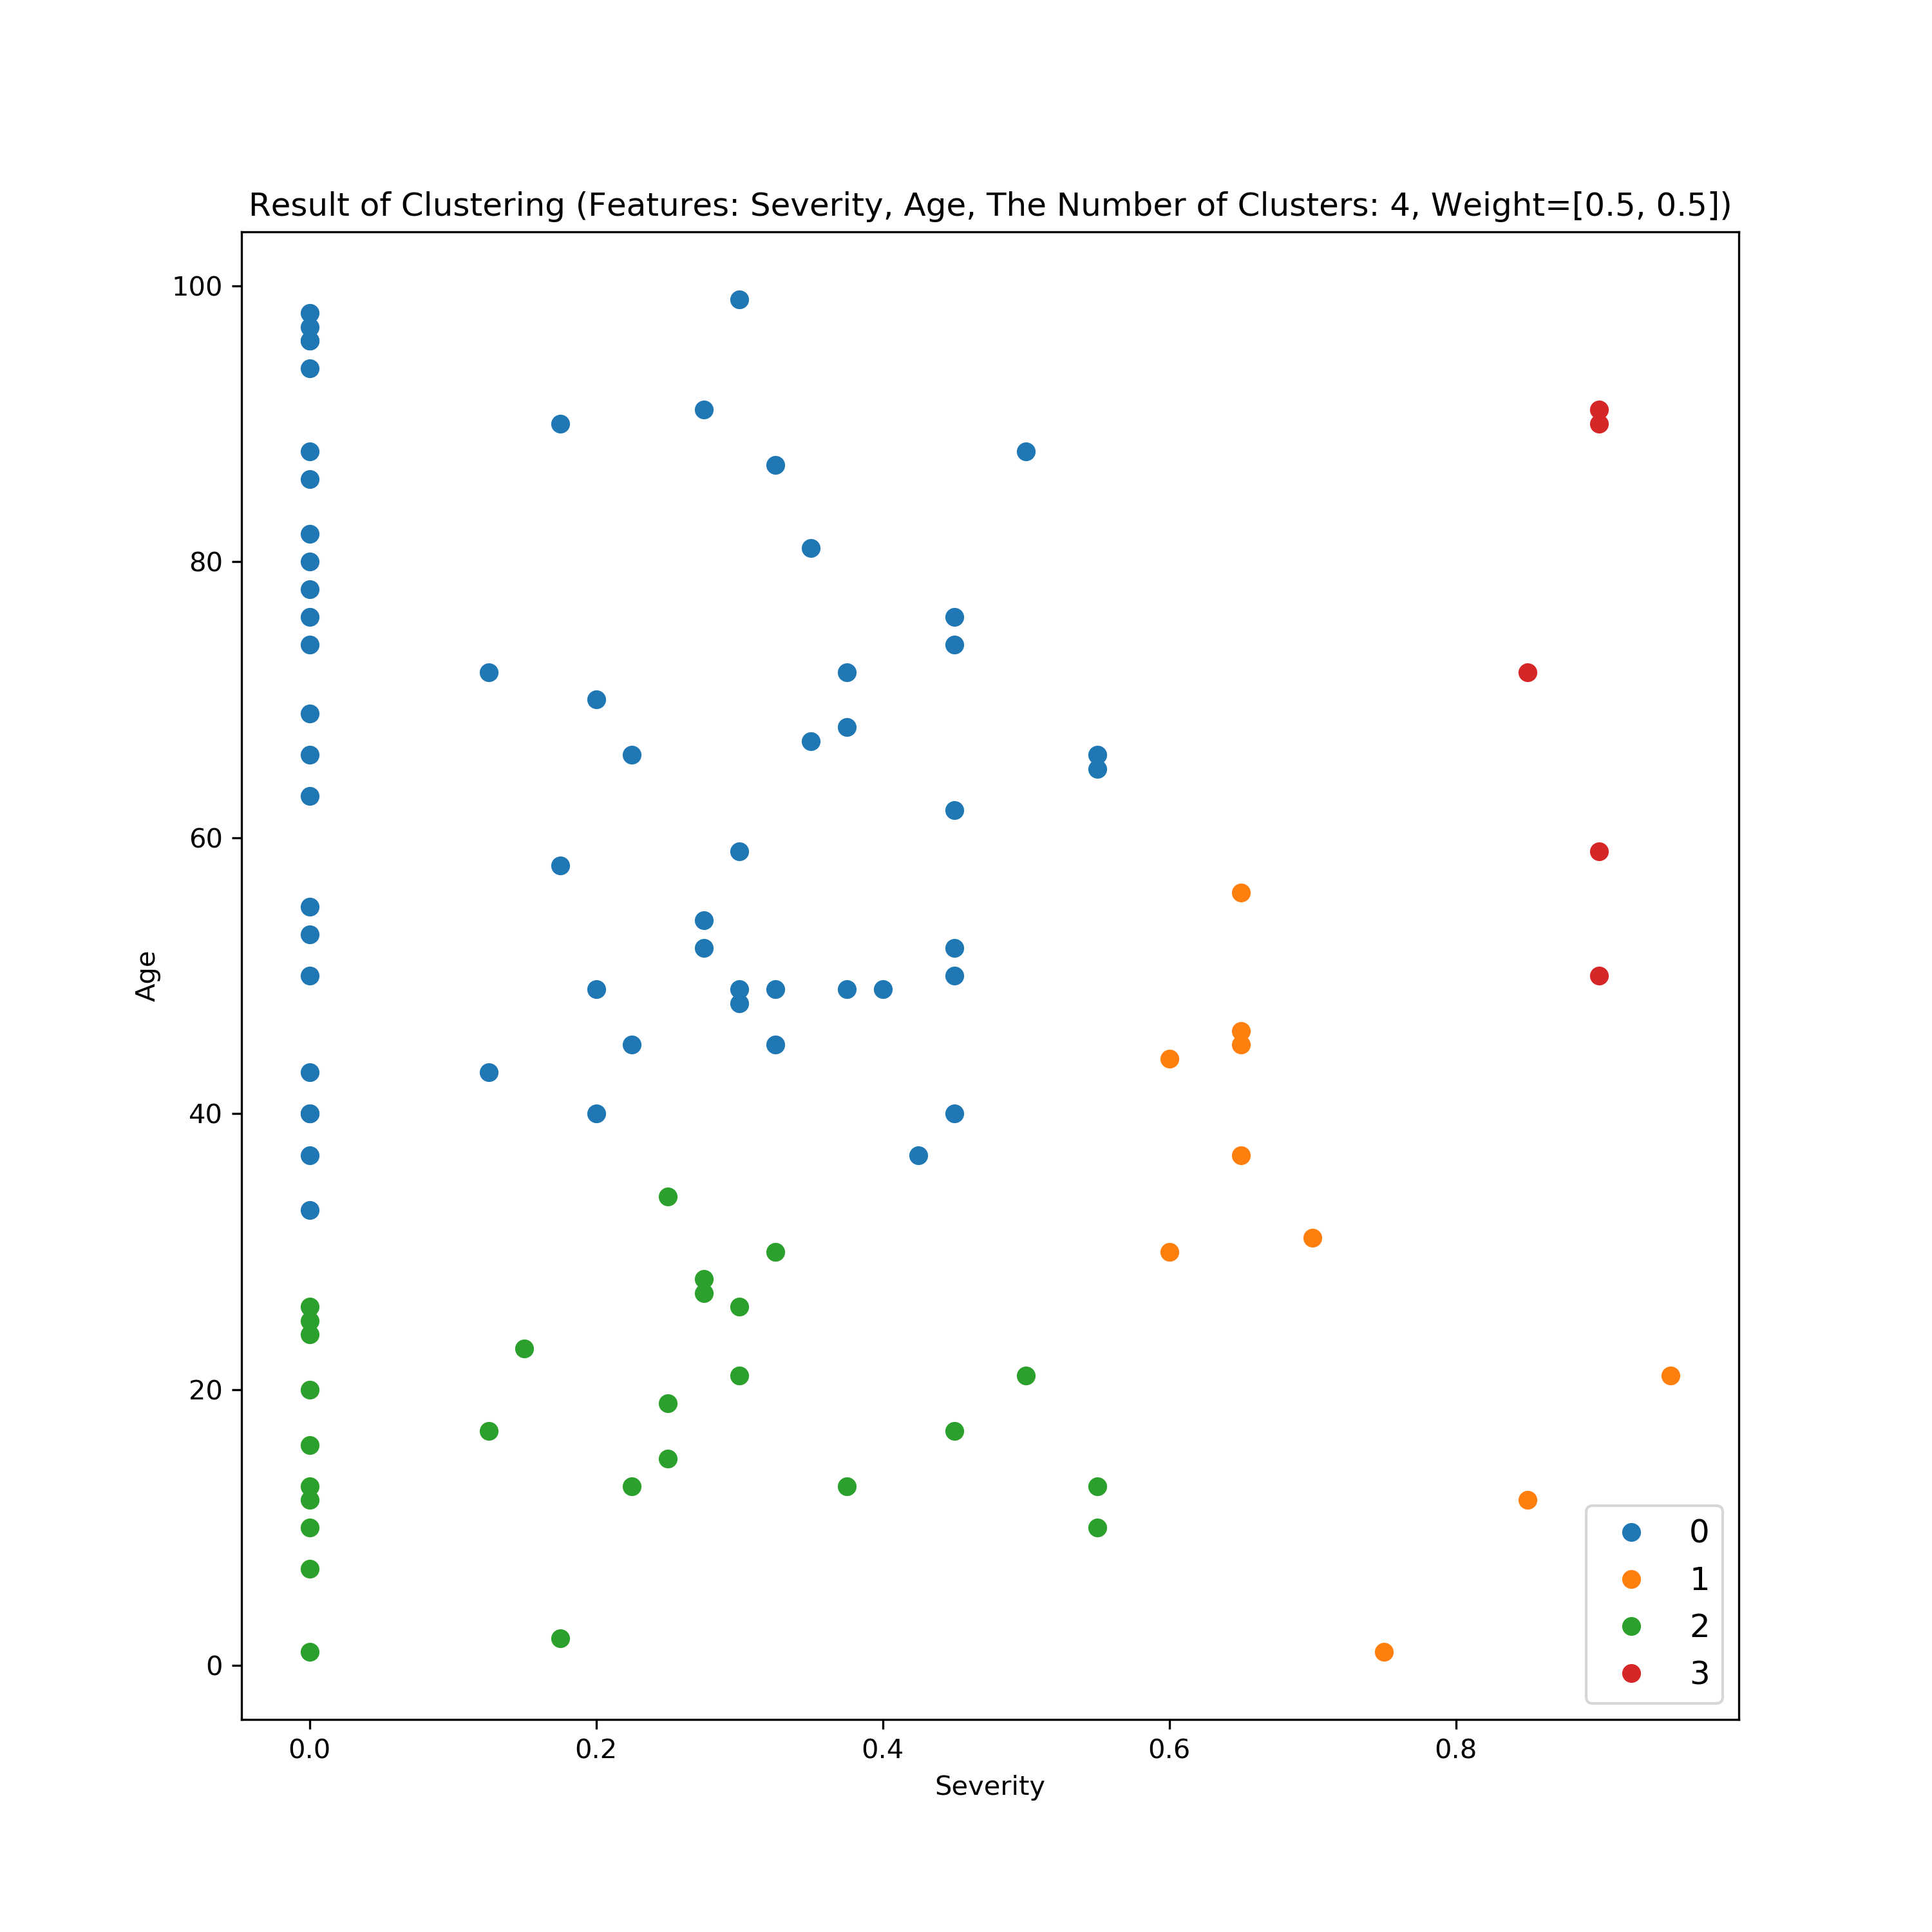 Result of Clustering (Features: Severity, Age, The Number of Clusters: 4, Weight=[0.5, 0.5])
100
80
60
40
20
0
Age
0.0 0.2 0.4 0.6 0.8
Severity
0
1
2
3